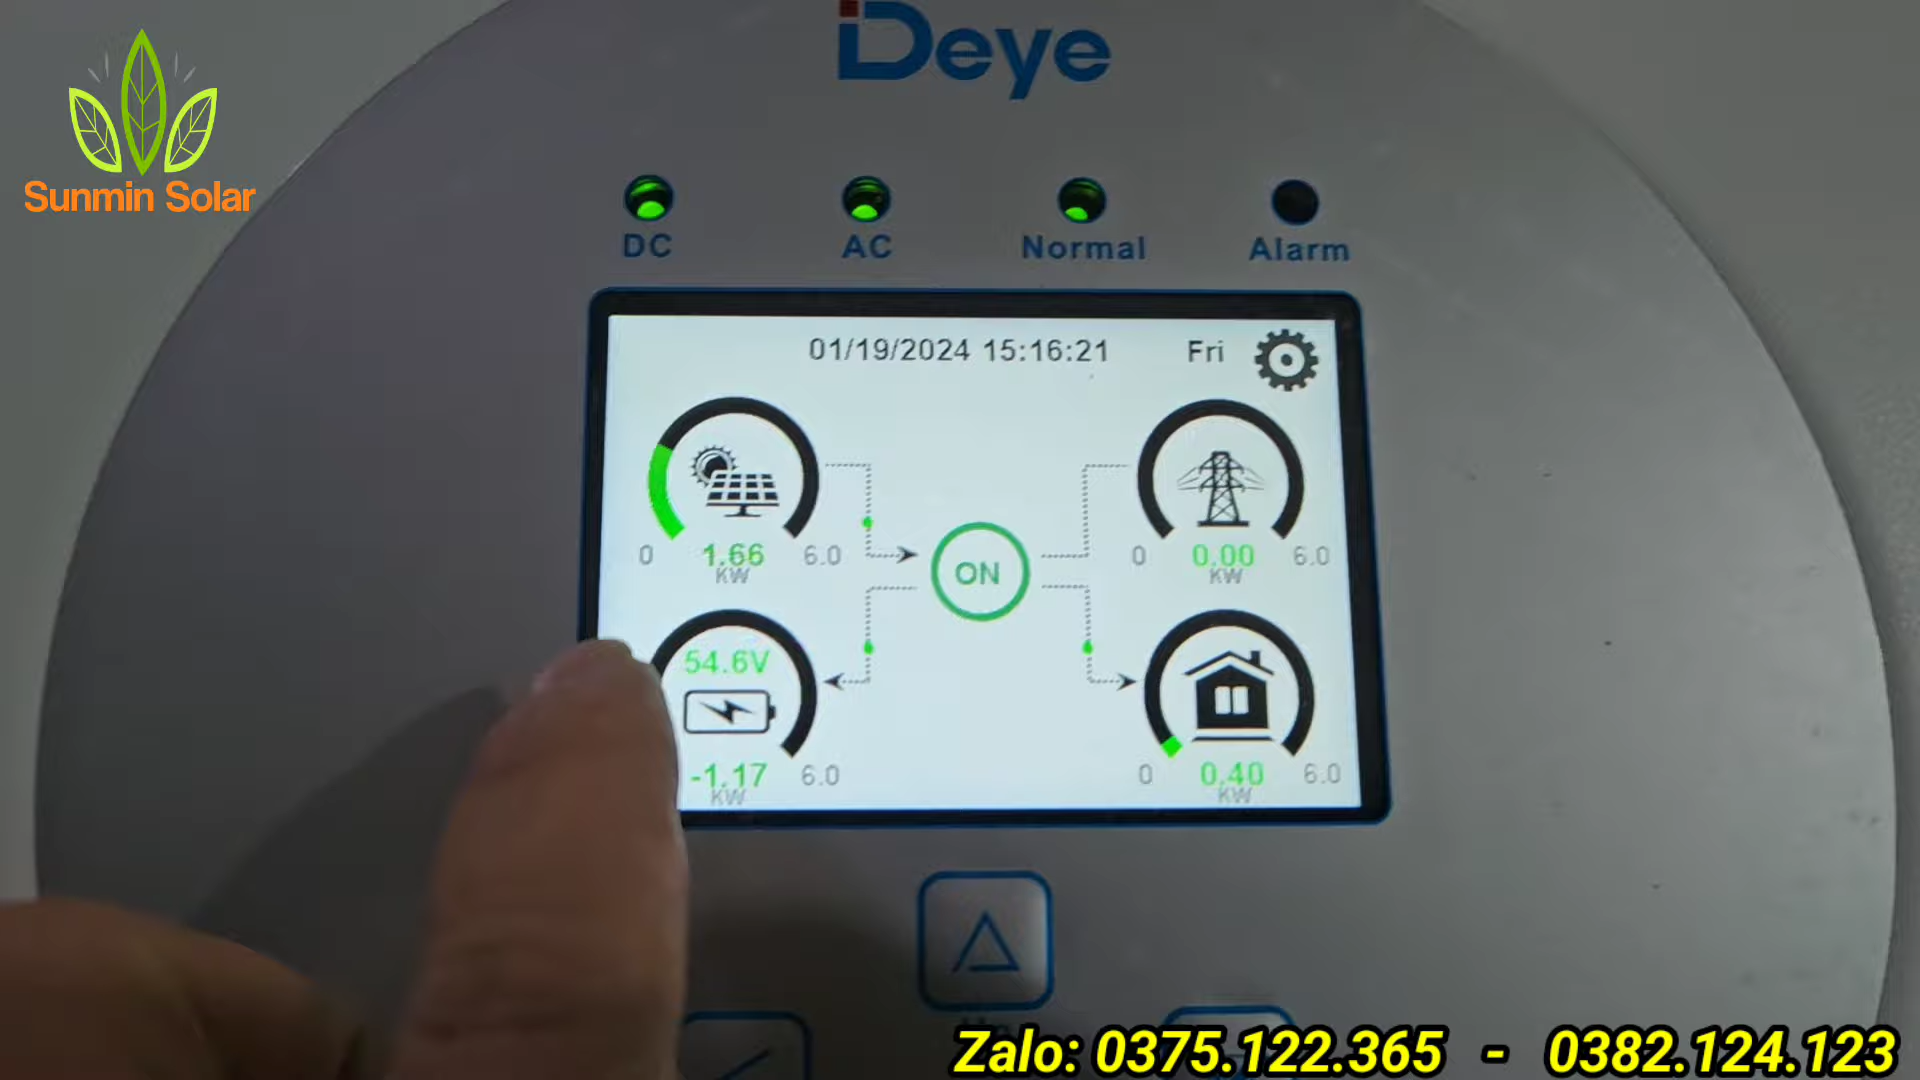 Deye
Sunmin Solar
DC AC Normal Alarm
01/19/2024 15:16:21 Fri
0 1.66 6.0
KW
0 0.00 6.0
KW
ON
54.6V
-1.17 6.0
KW
0 0.40 6.0
KW
Zalo: 0375.122.365 - 0382.124.123